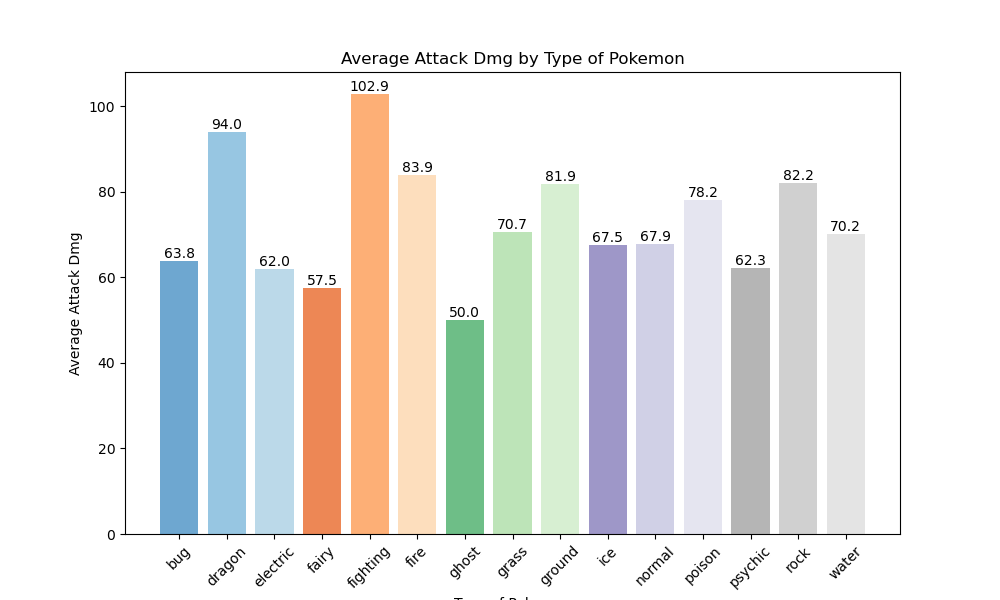 Average Attack Dmg by Type of Pokemon
102.9
100
94.0
83.9
82.2
81.9
80
78.2
70.7
70.2
67.5
67.9
63.8
62.0
62.3
60
57.5
50.0
40
20
0
Average Attack Dmg
bug
dragon
electric
fairy
fighting
fire
ghost
grass
ground
ice
normal
poison
psychic
rock
water